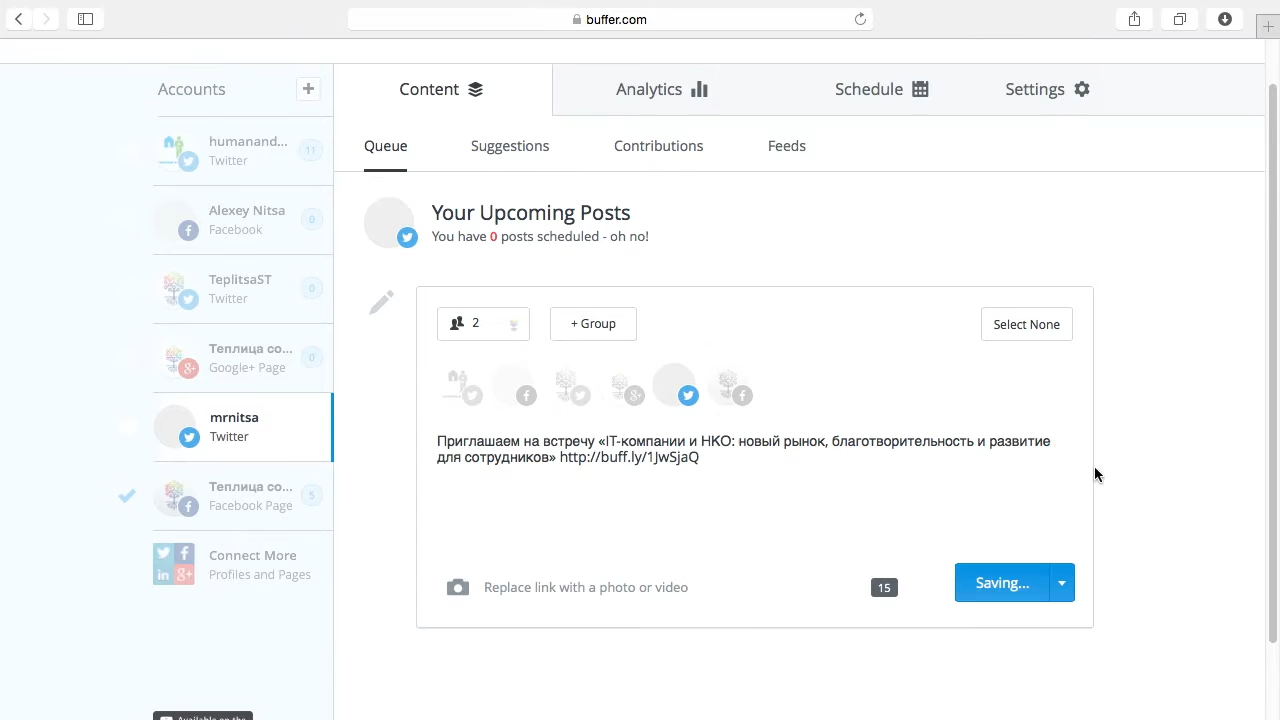 buffer.com
Accounts
Content
Analytics
Schedule
Settings
humanand...
Twitter
11
Queue
Suggestions
Contributions
Feeds
Alexey Nitsa
Facebook
0
Your Upcoming Posts
You have 0 posts scheduled - oh no!
TeplitsaST
Twitter
0
2
+ Group
Select None
Теплица со...
Google+ Page
0
mrnitsa
Twitter
Приглашаем на встречу «IT-компании и НКО: новый рынок, благотворительность и развитие
для сотрудников» http://buff.ly/1JwSjaQ
Теплица со...
Facebook Page
5
Connect More
Profiles and Pages
Replace link with a photo or video
15
Saving...
Available on the